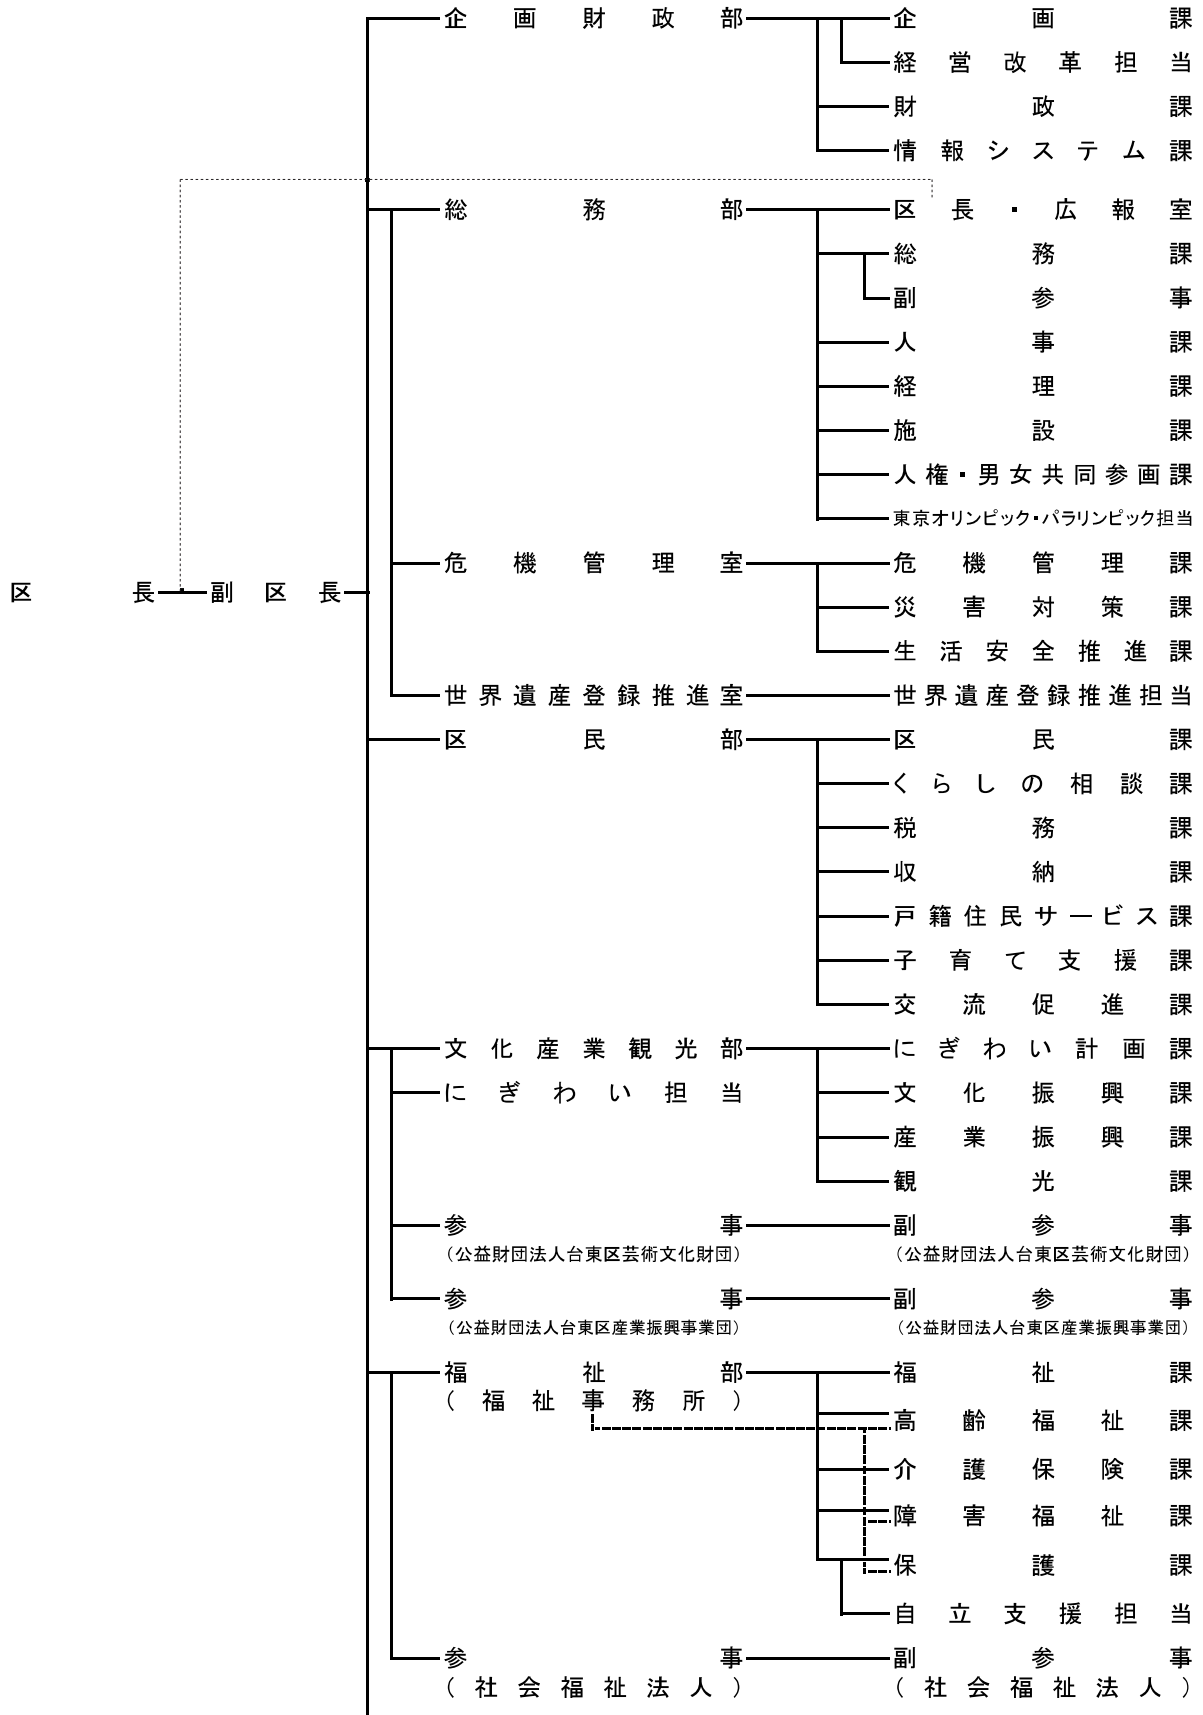 企画財政部 企画課
経営改革担当
財政課
情報システム課
総務部 区長・広報室
総務課
副参事
人事課
経理課
施設課
人権・男女共同参画課
東京オリンピック・パラリンピック担当
危機管理室 危機管理課
区長 副区長
災害対策課
生活安全推進課
世界遺産登録推進室 世界遺産登録推進担当
区民部 区民課
くらしの相談課
税務課
収納課
戸籍住民サービス課
子育て支援課
交流促進課
文化産業観光部 にぎわい計画課
にぎわい担当 文化振興課
産業振興課
観光課
参事 副参事
（公益財団法人台東区芸術文化財団） （公益財団法人台東区芸術文化財団）
参事 副参事
（公益財団法人台東区産業振興事業団） （公益財団法人台東区産業振興事業団）
福祉部 福祉課
（福祉事務所）
高齢福祉課
介護保険課
障害福祉課
保護課
自立支援担当
参事 副参事
（社会福祉法人） （社会福祉法人）